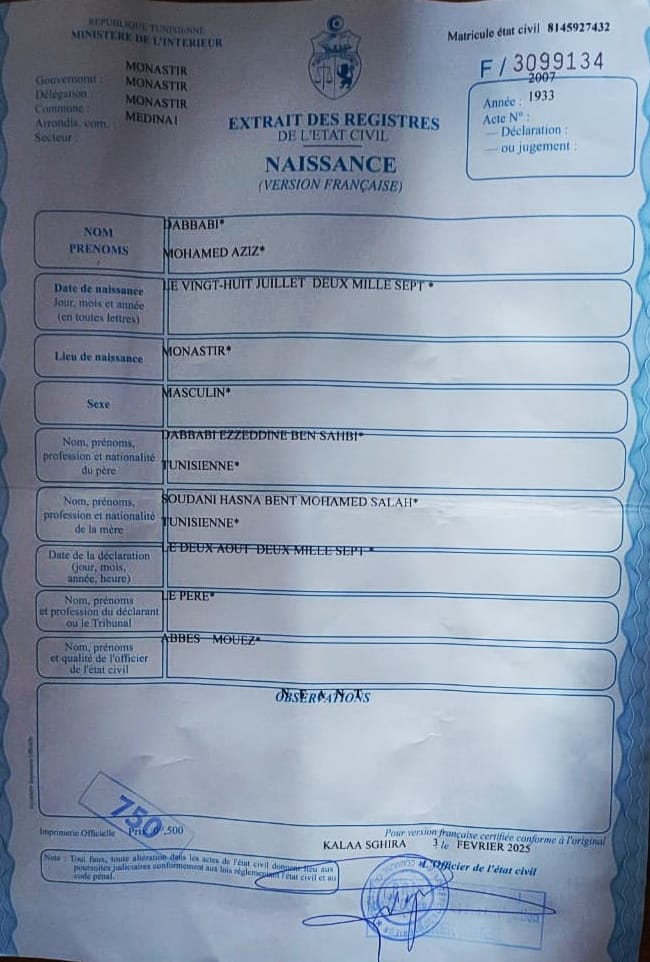 REPUBLIQUE TUNISIENNE
MINISTERE DE L'INTERIEUR
Matricule état civil 8145927432
F / 3099134
Gouvernorat : MONASTIR
Délégation : MONASTIR
Commune : MONASTIR
Arrondis. com. : MEDINA1
Secteur :
2007
Année : 1933
Acte N° :
— Déclaration :
— ou jugement :
EXTRAIT DES REGISTRES
DE L'ETAT CIVIL
NAISSANCE
(VERSION FRANÇAISE)
NOM DABBABI*
PRENOMS MOHAMED AZIZ*
Date de naissance LE VINGT-HUIT JUILLET DEUX MILLE SEPT *
Jour, mois et année
(en toutes lettres)
Lieu de naissance MONASTIR*
Sexe MASCULIN*
DABBABI EZZEDDINE BEN SAHBI*
Nom, prénoms,
profession et nationalité
du père TUNISIENNE*
Nom, prénoms, SOUDANI HASNA BENT MOHAMED SALAH*
profession et nationalité TUNISIENNE*
de la mère
Date de la déclaration LE DEUX AOUT DEUX MILLE SEPT *
(jour, mois,
année, heure)
Nom, prénoms LE PERE*
et profession du déclarant
ou le Tribunal
Nom, prénoms ABBES MOUEZ*
et qualité de l'officier
de l'état civil
OBSERVATIONS
N E A N T
750
Imprimerie Officielle Prix ,500
Pour version française certifiée conforme à l'original
KALAA SGHIRA 3 le FEVRIER 2025
L'Officier de l'état civil
Note : Tout faux, toute altération dans les actes de l'état civil donnent lieu aux
poursuites judiciaires conformément aux lois réglementant l'état civil et au
code pénal.